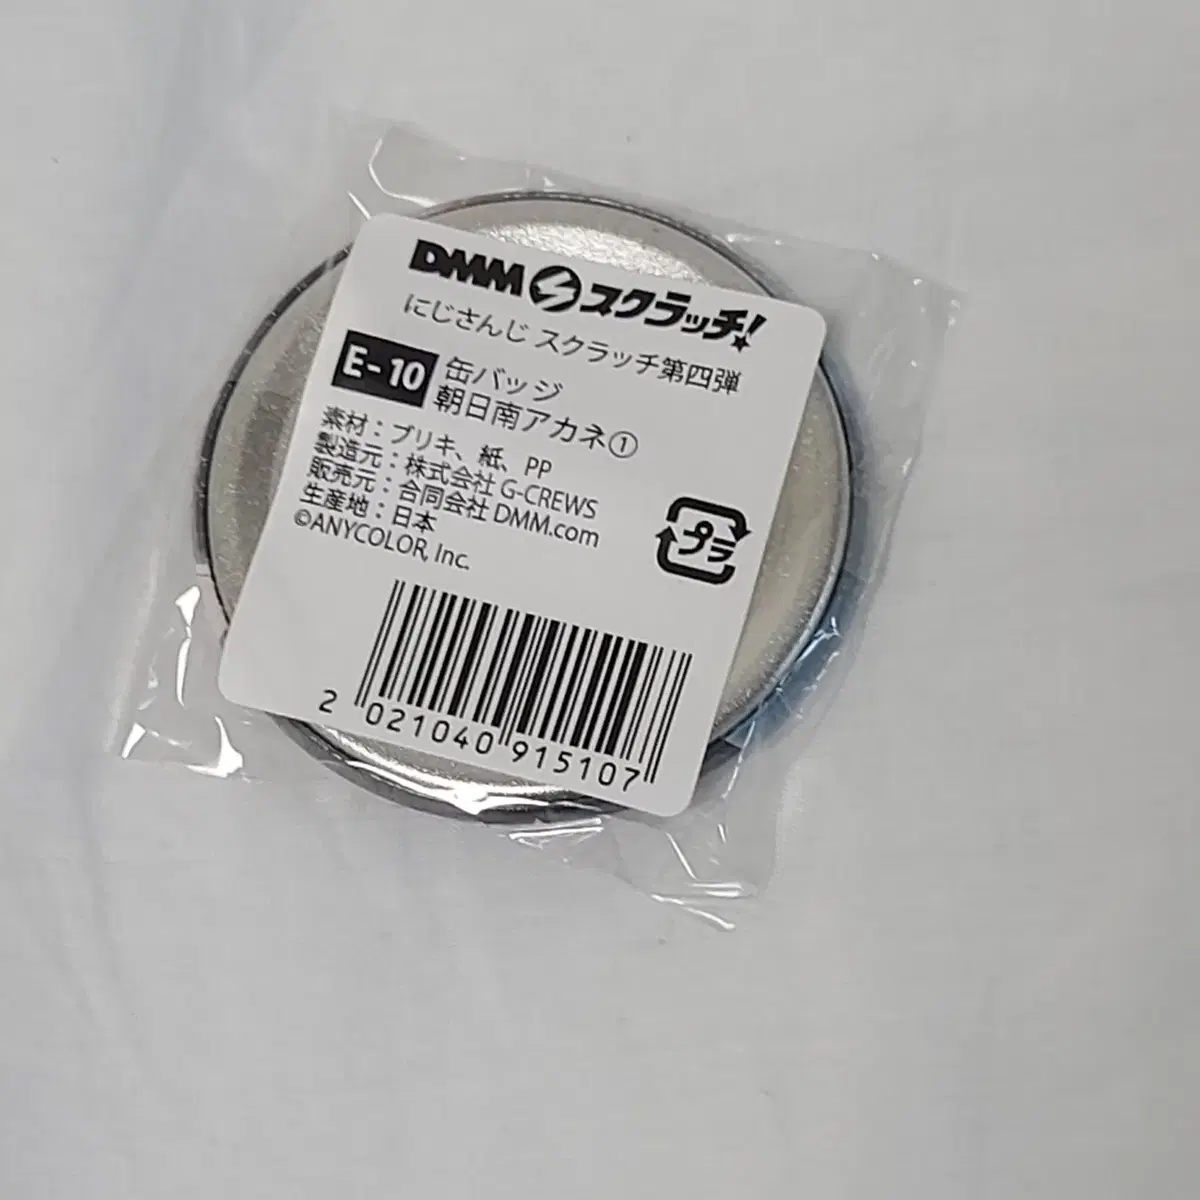 DMMスクラッチ!
にじさんじ スクラッチ第四弾
E-10 缶バッジ
朝日南アカネ①
素材：ブリキ、紙、PP
製造元：株式会社 G-CREWS
販売元：合同会社 DMM.com
生産地：日本
©ANYCOLOR, Inc.
プラ
2 021040 915107